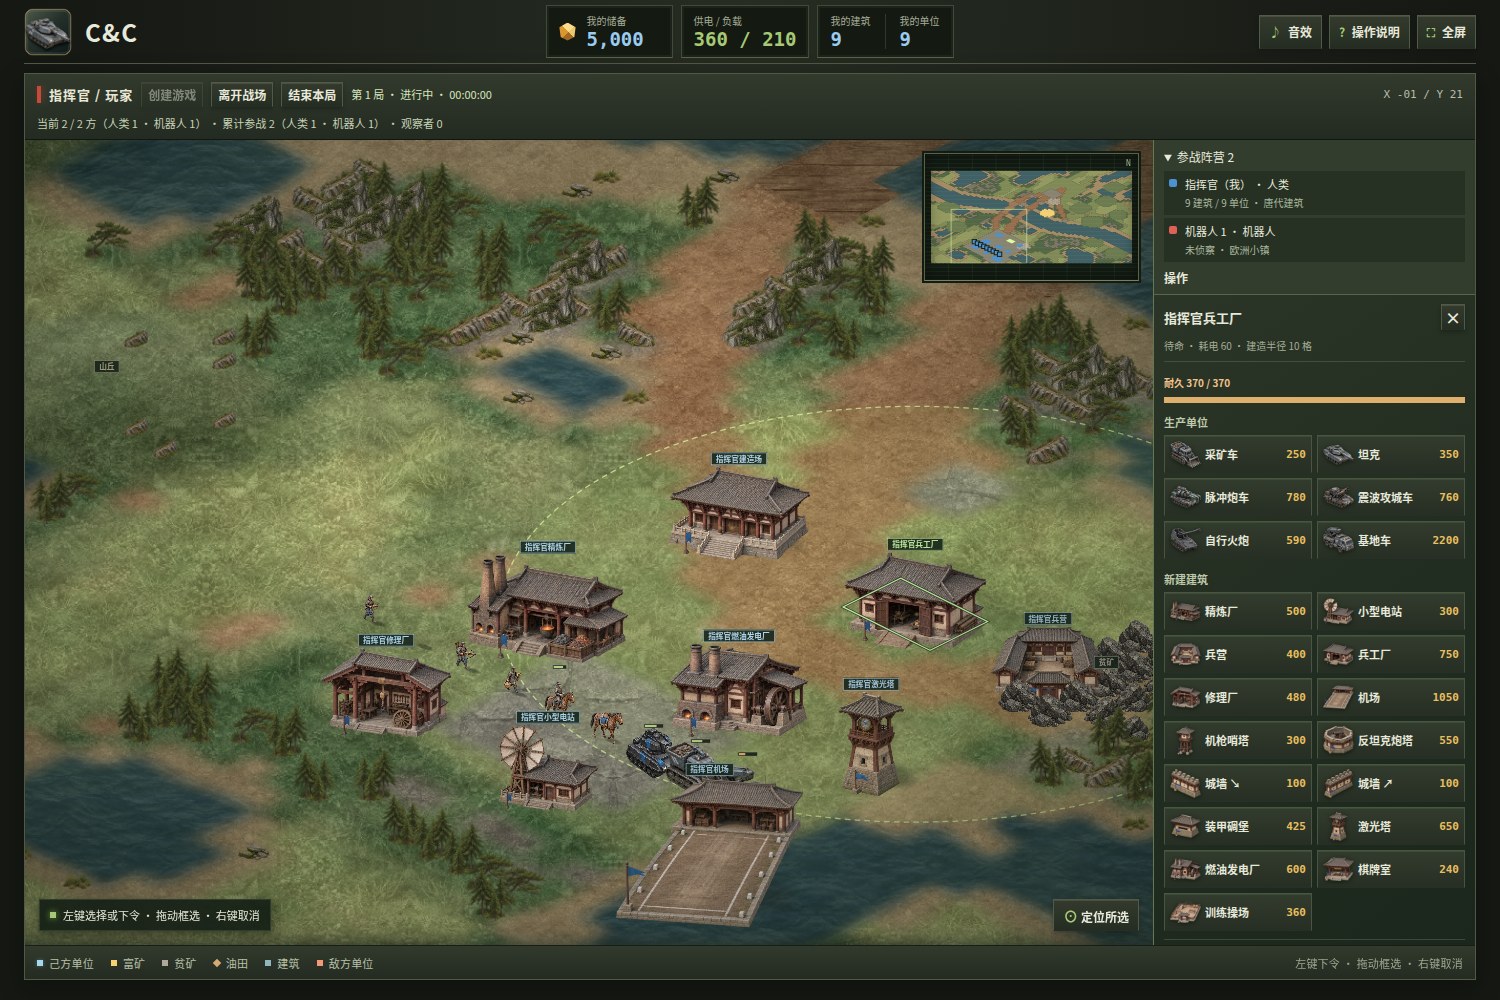 C&C
我的储备
5,000
供电 / 负载
360 / 210
我的建筑
9
我的单位
9
音效
? 操作说明
全屏
指挥官 / 玩家
创建游戏
离开战场
结束本局
第 1 局 · 进行中 · 00:00:00
X -01 / Y 21
当前 2 / 2 方（人类 1 · 机器人 1） · 累计参战 2（人类 1 · 机器人 1） · 观察者 0
N
山丘
指挥官建造场
指挥官精炼厂
指挥官兵工厂
指挥官兵营
指挥官修理厂
指挥官燃油发电厂
贫矿
指挥官激光塔
指挥官小型电站
指挥官机场
左键选择或下令 · 拖动框选 · 右键取消
定位所选
参战阵营 2
指挥官（我） · 人类
9 建筑 / 9 单位 · 唐代建筑
机器人 1 · 机器人
未侦察 · 欧洲小镇
操作
指挥官兵工厂
待命 · 耗电 60 · 建造半径 10 格
耐久 370 / 370
生产单位
采矿车 250
坦克 350
脉冲炮车 780
震波攻城车 760
自行火炮 590
基地车 2200
新建建筑
精炼厂 500
小型电站 300
兵营 400
兵工厂 750
修理厂 480
机场 1050
机枪哨塔 300
反坦克炮塔 550
城墙 ↘ 100
城墙 ↗ 100
装甲碉堡 425
激光塔 650
燃油发电厂 600
棋牌室 240
训练操场 360
己方单位
富矿
贫矿
油田
建筑
敌方单位
左键下令 · 拖动框选 · 右键取消